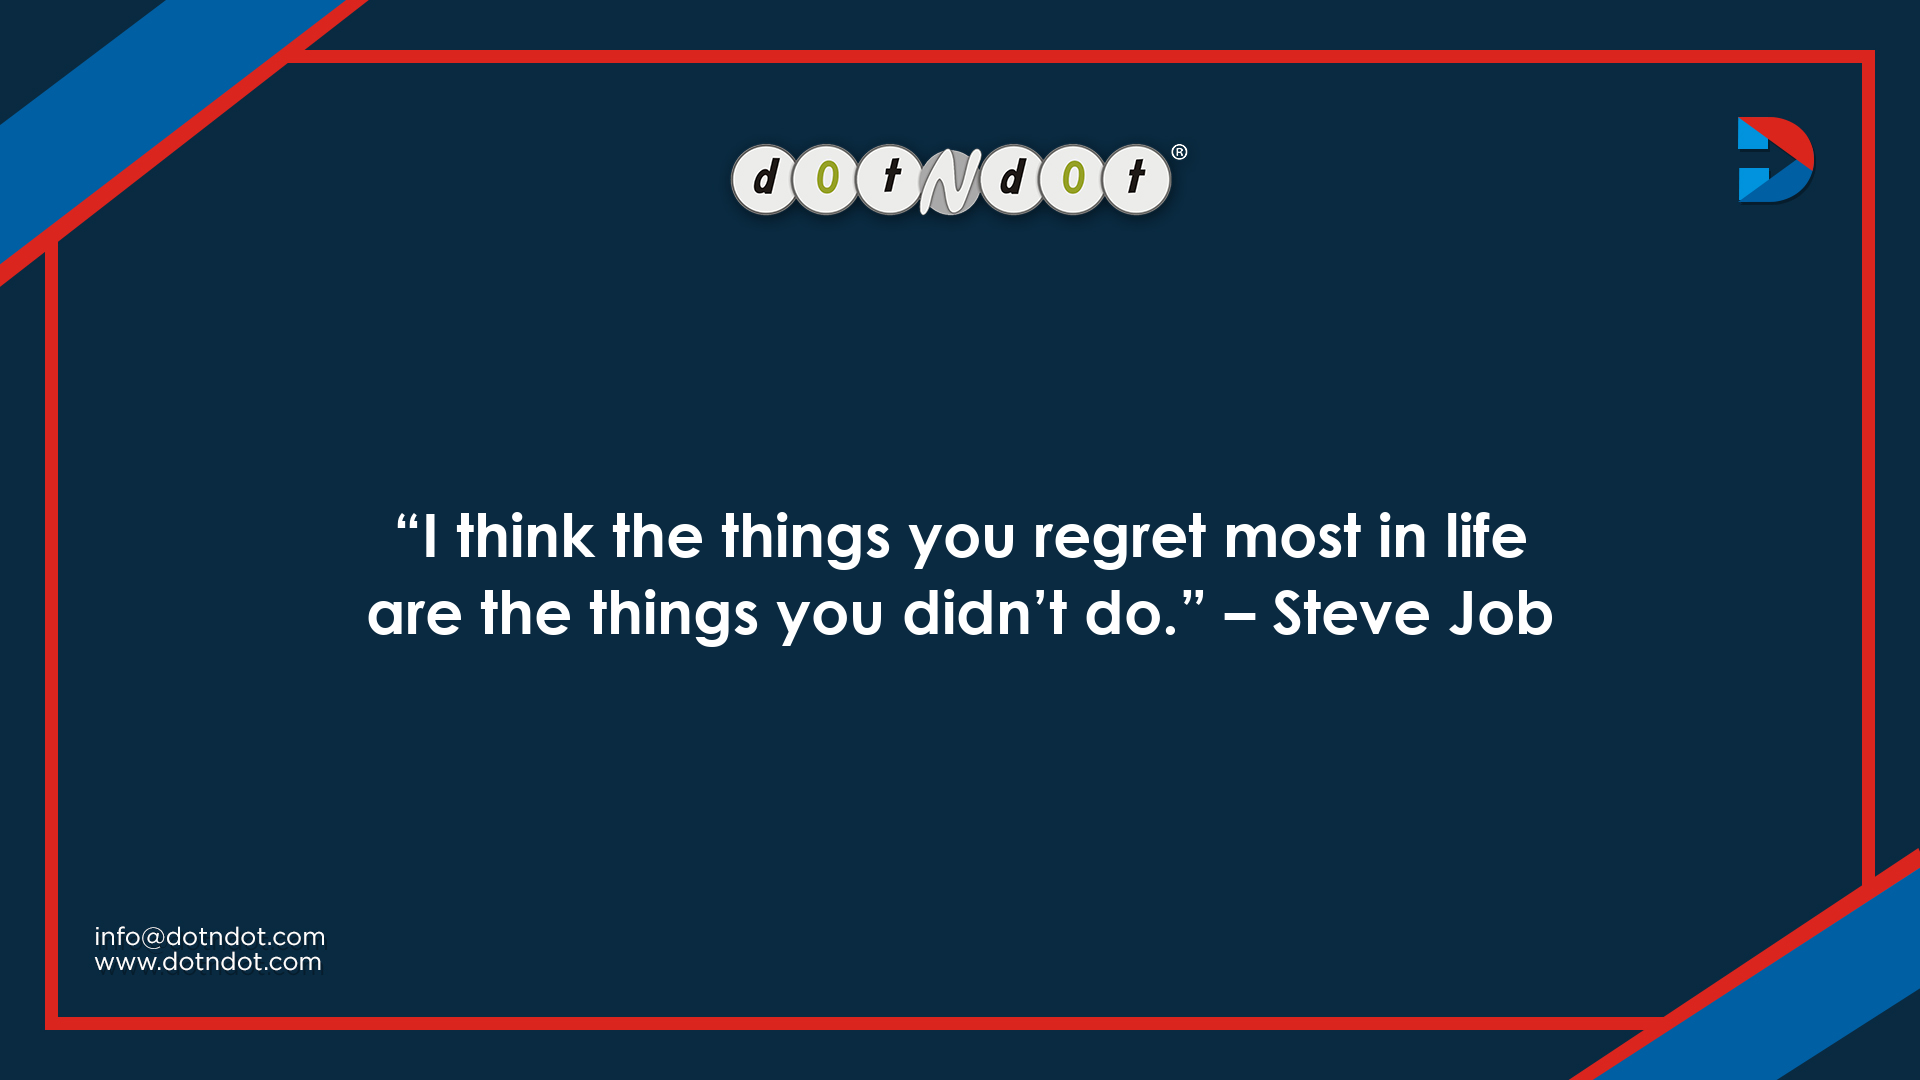 dotNdot®
“I think the things you regret most in life
are the things you didn’t do.” – Steve Job
info@dotndot.com
www.dotndot.com